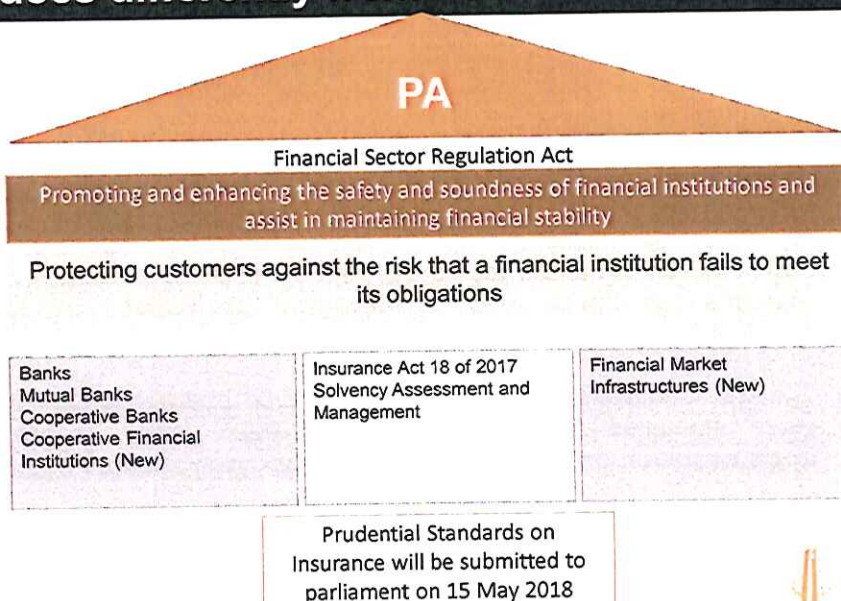 PA
Financial Sector Regulation Act
Promoting and enhancing the safety and soundness of financial institutions and
assist in maintaining financial stability
Protecting customers against the risk that a financial institution fails to meet
its obligations
Banks
Mutual Banks
Cooperative Banks
Cooperative Financial
Institutions (New)
Insurance Act 18 of 2017
Solvency Assessment and
Management
Financial Market
Infrastructures (New)
Prudential Standards on
Insurance will be submitted to
parliament on 15 May 2018